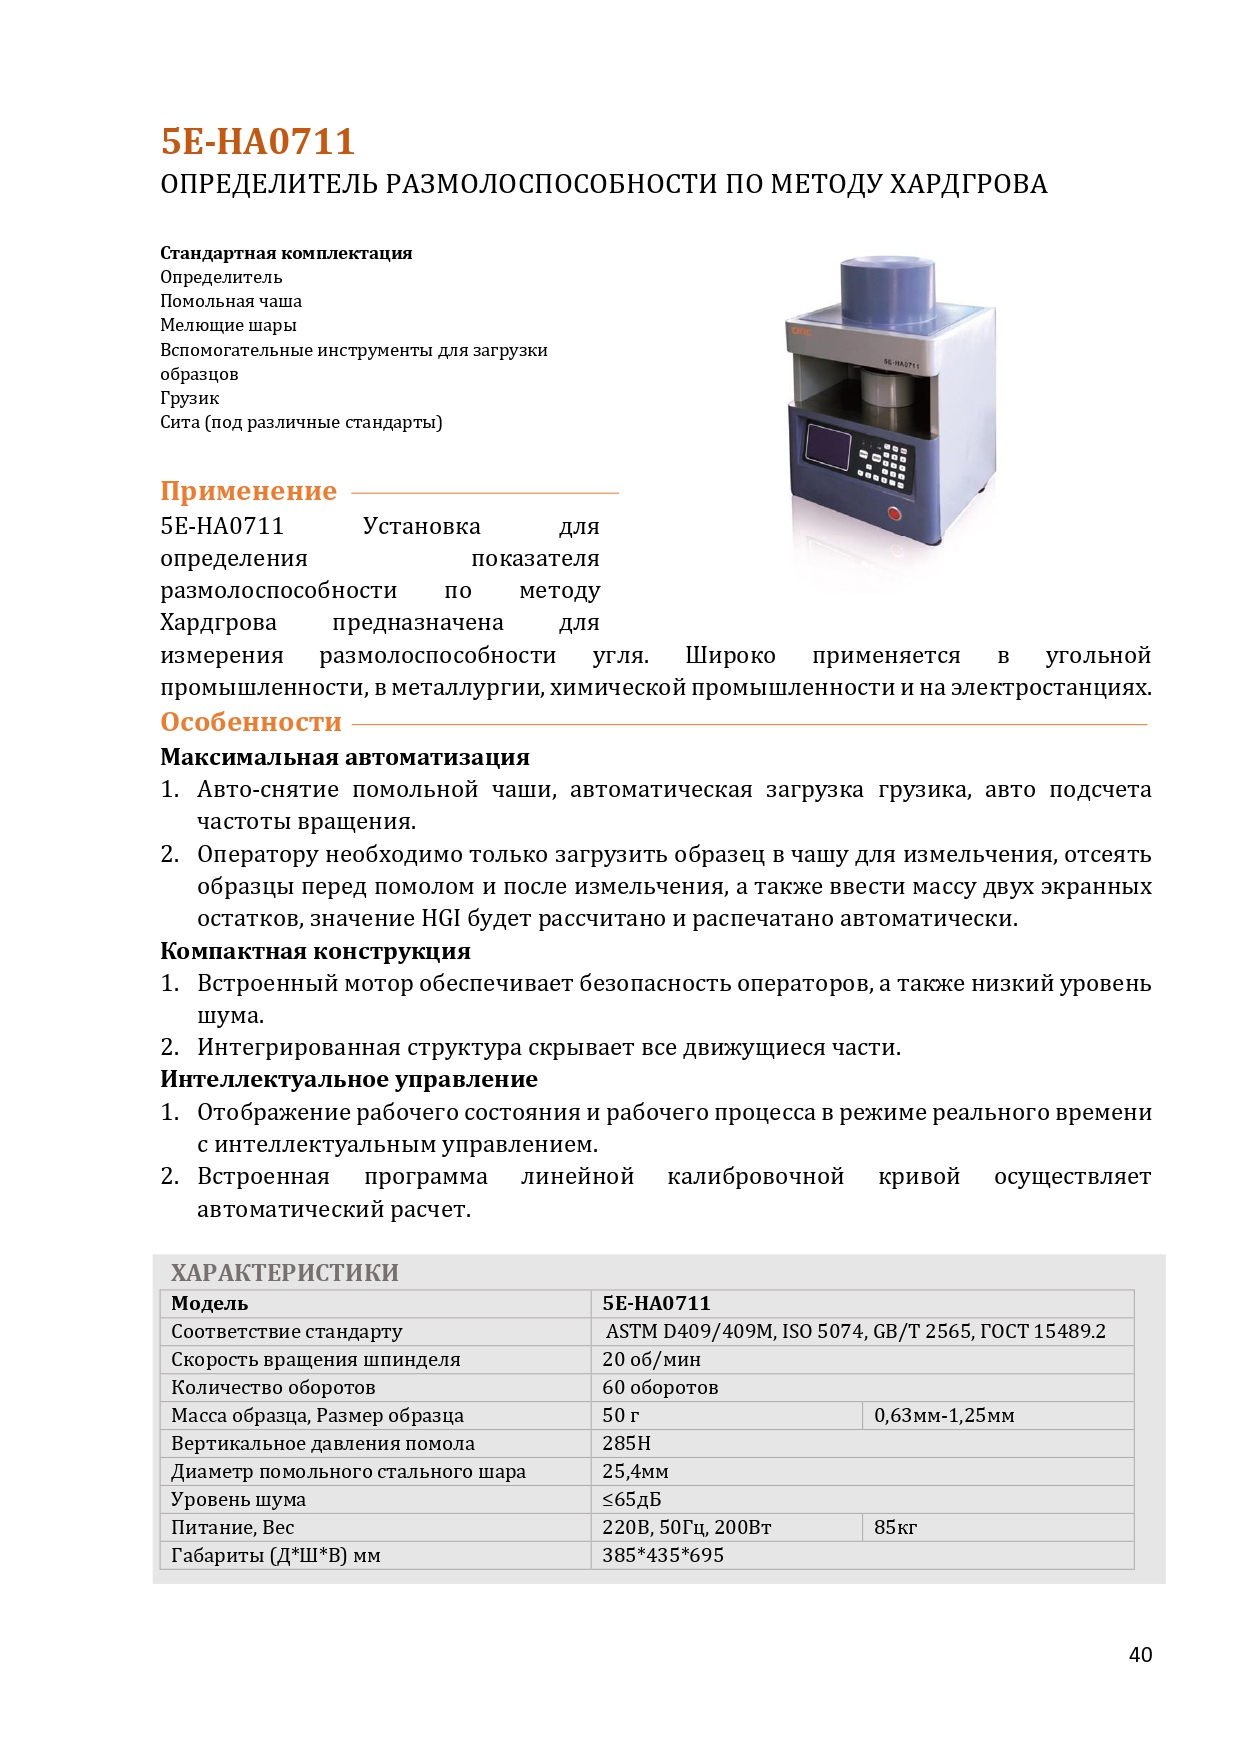 5E-HA0711
ОПРЕДЕЛИТЕЛЬ РАЗМОЛОСПОСОБНОСТИ ПО МЕТОДУ ХАРДГРОВА
Стандартная комплектация
Определитель
Помольная чаша
Мелющие шары
Вспомогательные инструменты для загрузки
образцов
Грузик
Сита (под различные стандарты)
5E-HA0711
Применение
5E-HA0711 Установка для
определения показателя
размолоспособности по методу
Хардгрова предназначена для
измерения размолоспособности угля. Широко применяется в угольной
промышленности, в металлургии, химической промышленности и на электростанциях.
Особенности
Максимальная автоматизация
1. Авто-снятие помольной чаши, автоматическая загрузка грузика, авто подсчета
частоты вращения.
2. Оператору необходимо только загрузить образец в чашу для измельчения, отсеять
образцы перед помолом и после измельчения, а также ввести массу двух экранных
остатков, значение HGI будет рассчитано и распечатано автоматически.
Компактная конструкция
1. Встроенный мотор обеспечивает безопасность операторов, а также низкий уровень
шума.
2. Интегрированная структура скрывает все движущиеся части.
Интеллектуальное управление
1. Отображение рабочего состояния и рабочего процесса в режиме реального времени
с интеллектуальным управлением.
2. Встроенная программа линейной калибровочной кривой осуществляет
автоматический расчет.
ХАРАКТЕРИСТИКИ
Модель 5E-HA0711
Соответствие стандарту ASTM D409/409M, ISO 5074, GB/T 2565, ГОСТ 15489.2
Скорость вращения шпинделя 20 об/мин
Количество оборотов 60 оборотов
Масса образца, Размер образца 50 г 0,63мм-1,25мм
Вертикальное давления помола 285Н
Диаметр помольного стального шара 25,4мм
Уровень шума ≤65дБ
Питание, Вес 220В, 50Гц, 200Вт 85кг
Габариты (Д*Ш*В) мм 385*435*695
40